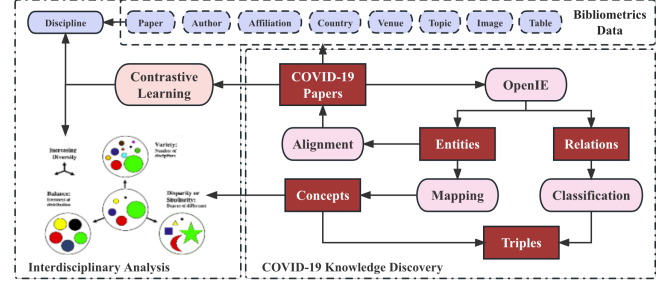 Discipline
Paper
Author
Affiliation
Country
Venue
Topic
Image
Table
Bibliometrics
Data
Contrastive
Learning
COVID-19
Papers
OpenIE
Alignment
Entities
Relations
Concepts
Mapping
Classification
Triples
Increasing
Diversity
Variety:
Number of
disciplines
Balance:
Evenness of
distribution
Disparity or
Similarity:
Degree of different
Interdisciplinary Analysis
COVID-19 Knowledge Discovery